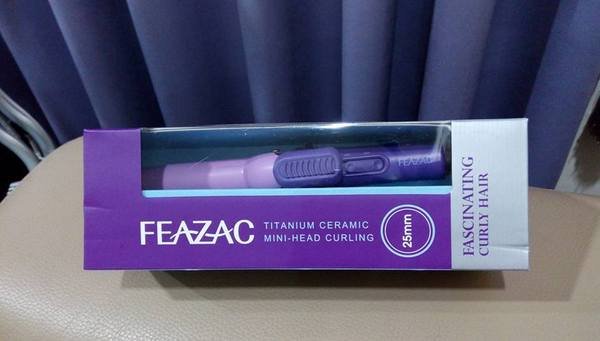 FEAZAC
FEAZAC
TITANIUM CERAMIC
MINI-HEAD CURLING
25mm
FASCINATING
CURLY HAIR